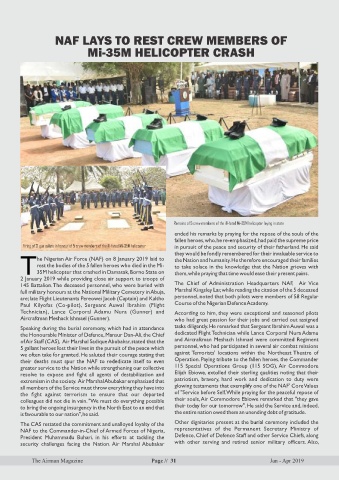 NAF LAYS TO REST CREW MEMBERS OF
Mi-35M HELICOPTER CRASH
Remains of 5 crew members of the ill-fated Mi-35M helicopter laying in state
Firing of 21 gun salute in honour of 5 crew members of the ill-fated Mi-35M helicopter
The Nigerian Air Force (NAF) on 8 January 2019 laid to
rest the bodies of the 5 fallen heroes who died in the Mi-
35M helicopter that crashed in Damasak, Borno State on
2 January 2019 while providing close air support to troops of
145 Battalion. The deceased personnel, who were buried with
full military honours at the National Military Cemetery in Abuja,
are; late Flight Lieutenants Perowei Jacob (Captain) and Kaltho
Paul Kilyofas (Co-pilot), Sergeant Auwal Ibrahim (Flight
Technician), Lance Corporal Adamu Nura (Gunner) and
Aircraftman Meshack Ishmael (Gunner).
Speaking during the burial ceremony, which had in attendance
the Honourable Minister of Defence, Mansur Dan-Ali, the Chief
of Air Staff (CAS), Air Marshal Sadique Abubakar, stated that the
5 gallant heroes lost their lives in the pursuit of the peace which
we often take for granted. He saluted their courage stating that
their deaths must spur the NAF to rededicate itself to even
greater service to the Nation while strengthening our collective
resolve to expose and fight all agents of destabilization and
extremism in the society. Air Marshal Abubakar emphasized that
all members of the Service must throw everything they have into
the fight against terrorism to ensure that our departed
colleagues did not die in vain. "We must do everything possible
to bring the ongoing insurgency in the North East to an end that
is favourable to our nation", he said.
The CAS restated the commitment and unalloyed loyalty of the
NAF to the Commander-in-Chief of Armed Forces of Nigeria,
President Muhammadu Buhari, in his efforts at tackling the
security challenges facing the Nation. Air Marshal Abubakar
ended his remarks by praying for the repose of the souls of the
fallen heroes, who, he re-emphasized, had paid the supreme price
in pursuit of the peace and security of their fatherland. He said
they would be fondly remembered for their invaluable service to
the Nation and humanity. He therefore encouraged their families
to take solace in the knowledge that the Nation grieves with
them, while praying that time would ease their present pains.
The Chief of Administration Headquarters NAF, Air Vice
Marshal Kingsley Lar, while reading the citation of the 5 deceased
personnel, stated that both pilots were members of 58 Regular
Course of the Nigerian Defence Academy.
According to him, they were exceptional and seasoned pilots
who had great passion for their jobs and carried out assigned
tasks diligently. He remarked that Sergeant Ibrahim Auwal was a
dedicated Flight Technician while Lance Corporal Nura Adamu
and Aircraftman Meshach Ishmael were committed Regiment
personnel, who had participated in several air combat missions
against Terrorists' locations within the Northeast Theatre of
Operation. Paying tribute to the fallen heroes, the Commander
115 Special Operations Group (115 SOG), Air Commodore
Elijah Ebiowe, extolled their sterling qualities noting that their
patriotism, bravery, hard work and dedication to duty were
glowing testaments that exemplify one of the NAF Core Values
of "Service before Self. While praying for the peaceful repose of
their souls, Air Commodore Ebiowe remarked that "they gave
their today for our tomorrow". He said the Service and, indeed,
the entire nation owed them an unending debt of gratitude.
Other dignitaries present at the burial ceremony included the
representatives of the Permanent Secretary Ministry of
Defence, Chief of Defence Staff and other Service Chiefs, along
with other serving and retired senior military officers. Also,
The Airman Magazine
Page // 31
Jan - Apr 2019